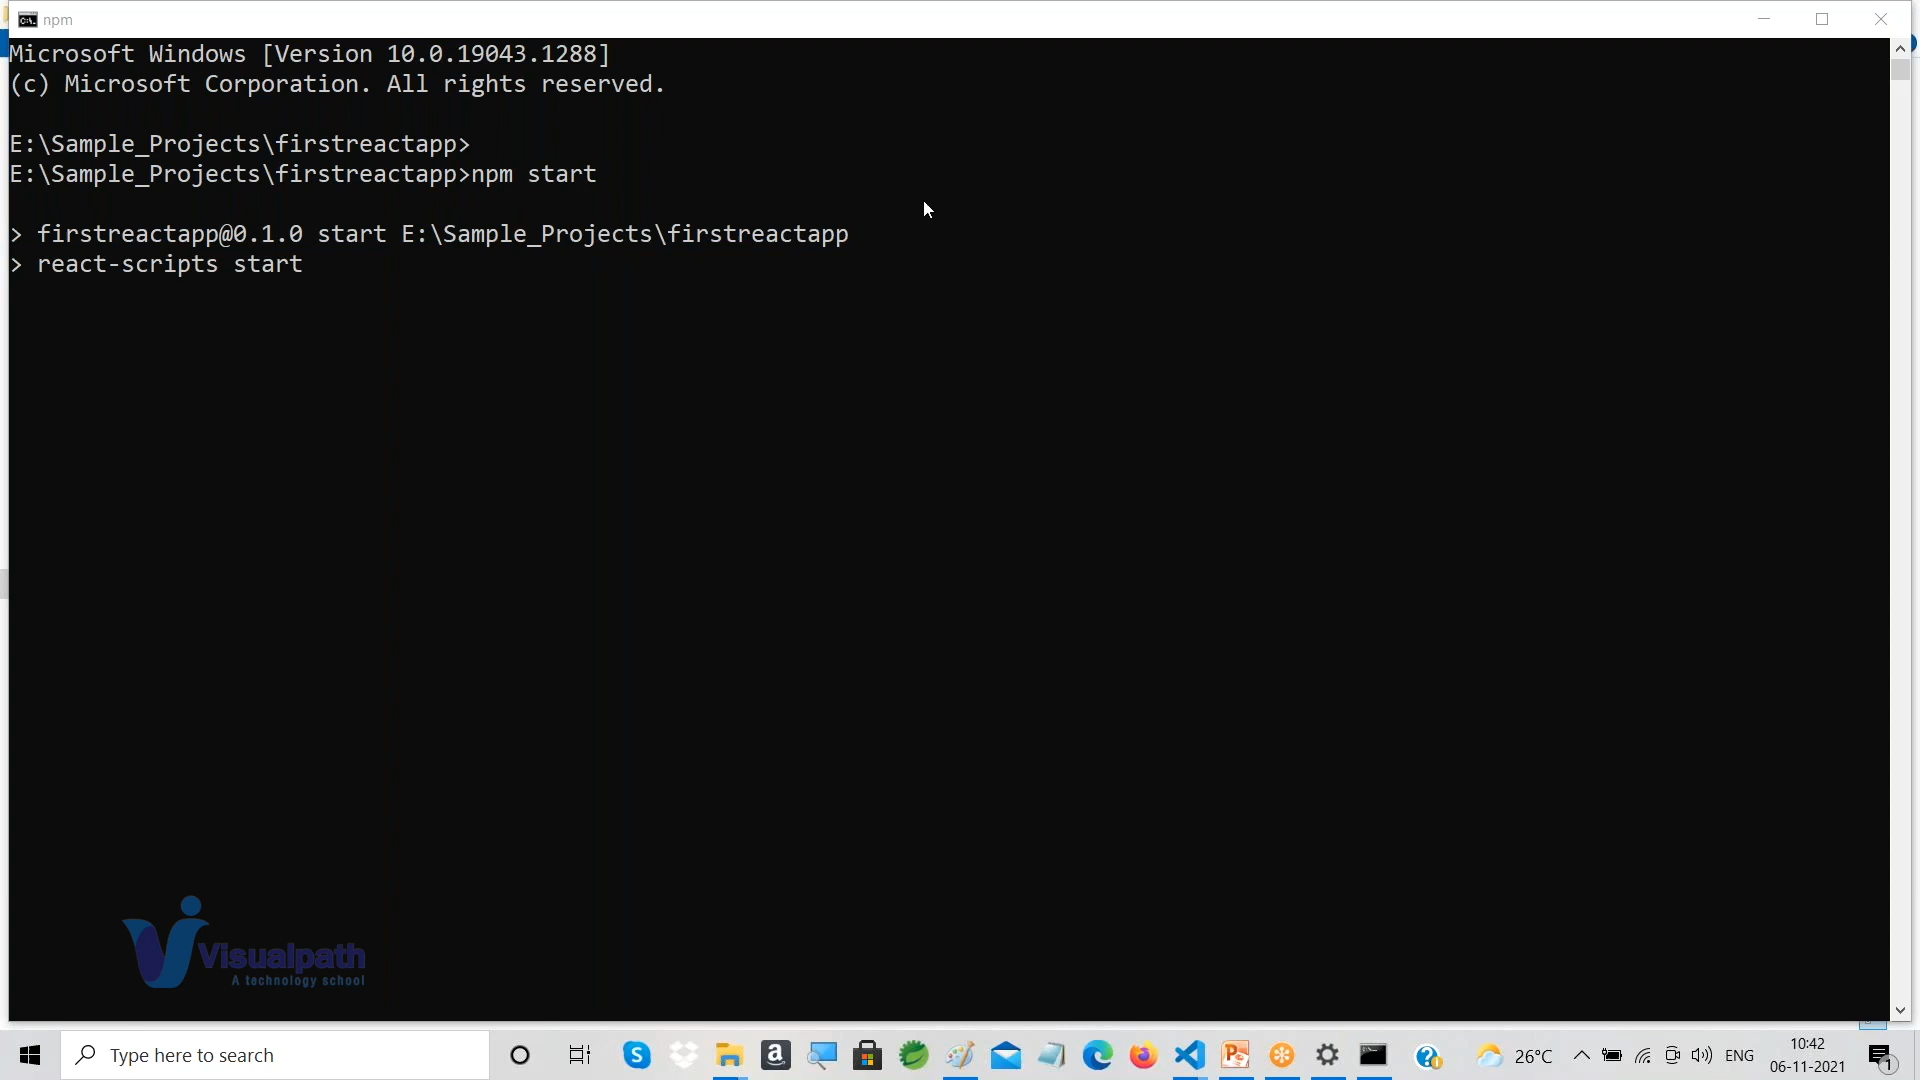 npm
Microsoft Windows [Version 10.0.19043.1288]
(c) Microsoft Corporation. All rights reserved.
E:\Sample_Projects\firstreactapp>
E:\Sample_Projects\firstreactapp>npm start
> firstreactapp@0.1.0 start E:\Sample_Projects\firstreactapp
> react-scripts start
Visualpath
A technology school
Type here to search
26°C
ENG
10:42
06-11-2021
1